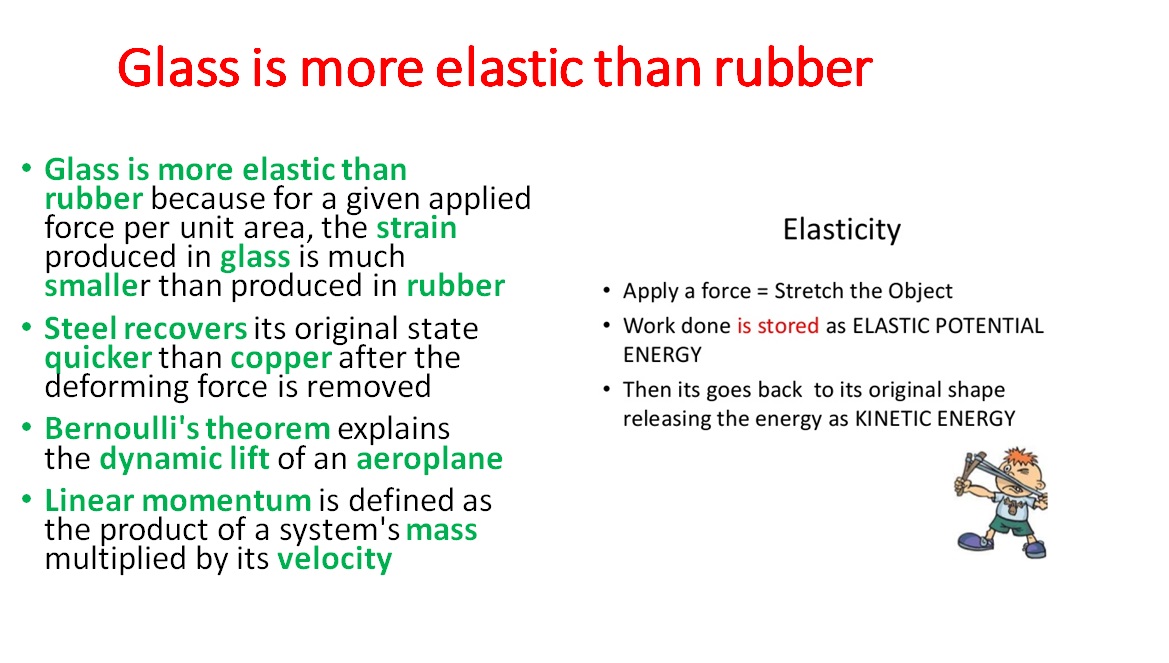 Glass is more elastic than rubber
• Glass is more elastic than
rubber because for a given applied
force per unit area, the strain
produced in glass is much
smaller than produced in rubber
• Steel recovers its original state
quicker than copper after the
deforming force is removed
• Bernoulli's theorem explains
the dynamic lift of an aeroplane
• Linear momentum is defined as
the product of a system's mass
multiplied by its velocity
Elasticity
• Apply a force = Stretch the Object
• Work done is stored as ELASTIC POTENTIAL
ENERGY
• Then its goes back to its original shape
releasing the energy as KINETIC ENERGY